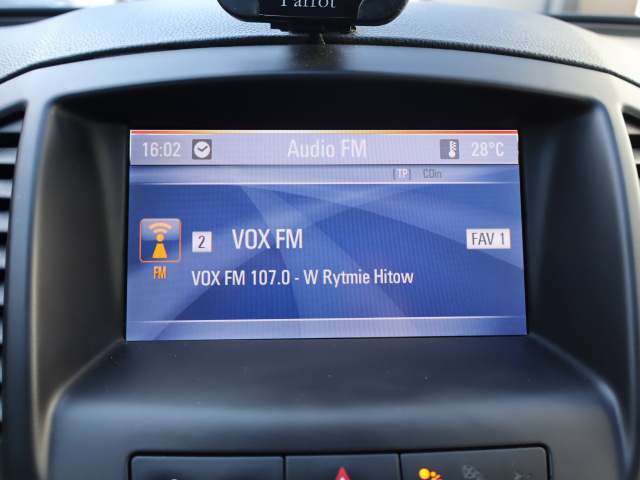 Parrot
16:02 Audio FM 28°C
[TP] CDin
2 VOX FM FAV 1
FM
VOX FM 107.0 - W Rytmie Hitow